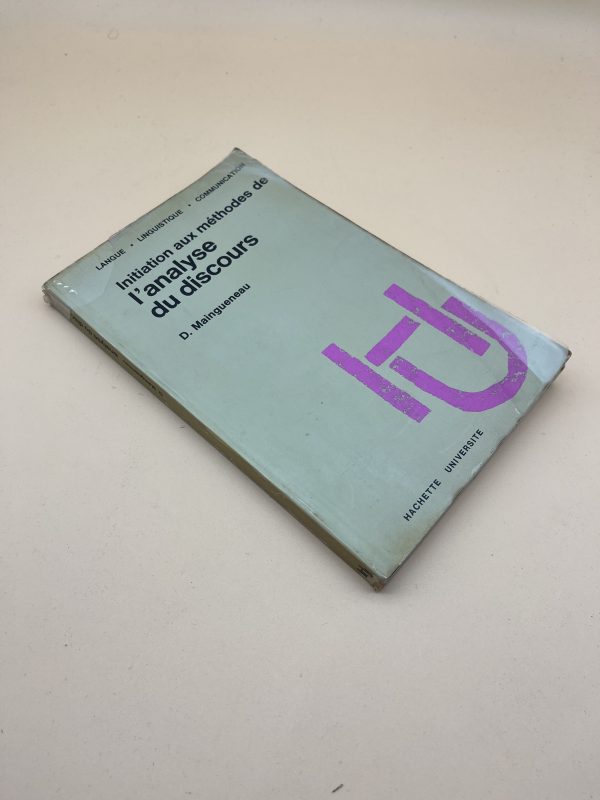 LANGUE • LINGUISTIQUE • COMMUNICATION
Initiation aux méthodes de
l'analyse
du discours
D. Maingueneau
HACHETTE UNIVERSITE